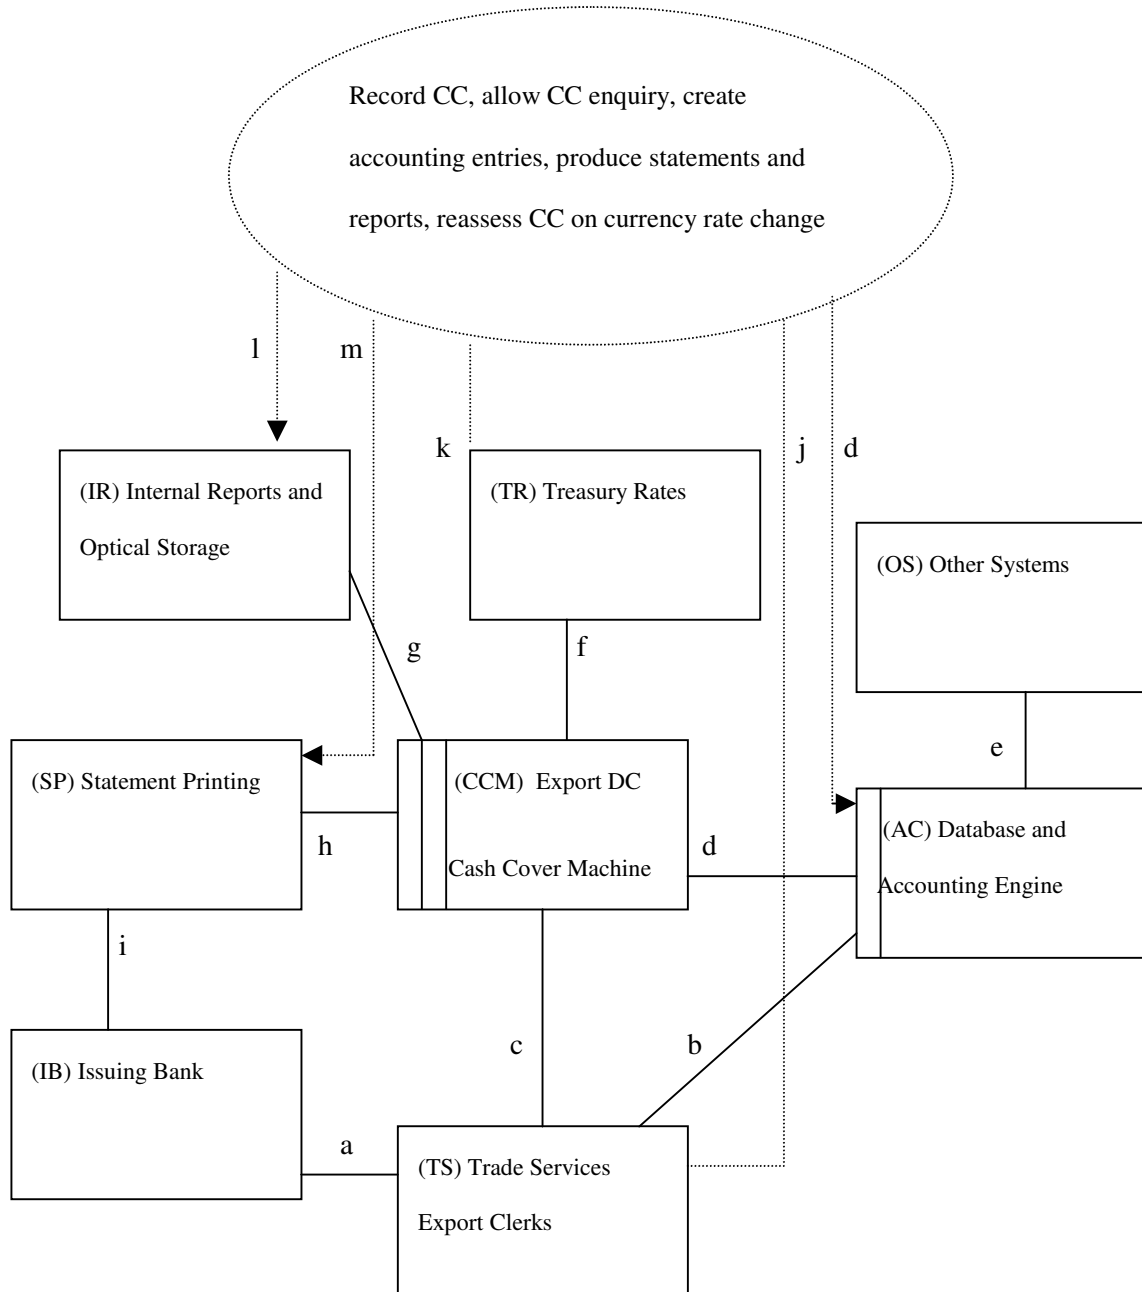 Record CC, allow CC enquiry, create
accounting entries, produce statements and
reports, reassess CC on currency rate change
l
m
k
j
d
(IR) Internal Reports and
Optical Storage
(TR) Treasury Rates
(OS) Other Systems
g
f
e
(SP) Statement Printing
(CCM) Export DC
Cash Cover Machine
h
d
(AC) Database and
Accounting Engine
i
c
b
(IB) Issuing Bank
a
(TS) Trade Services
Export Clerks